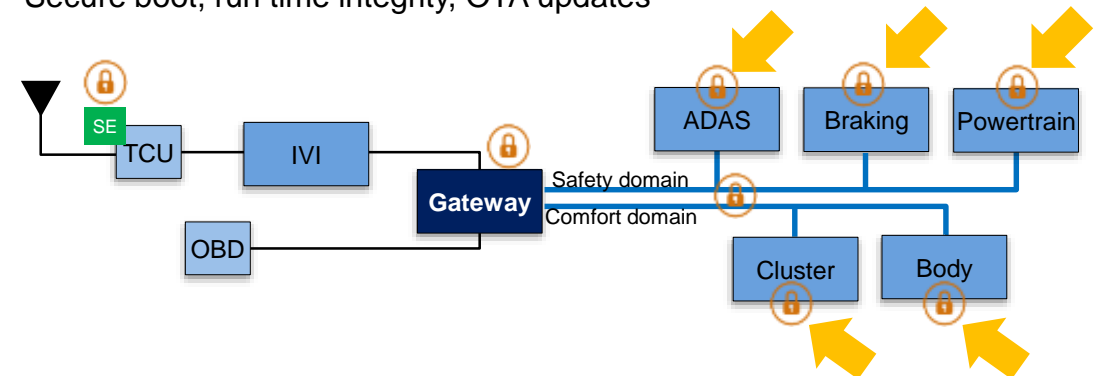 Secure boot, run time integrity, OTA updates
SE
TCU
IVI
OBD
Gateway
Safety domain
Comfort domain
ADAS
Braking
Powertrain
Cluster
Body